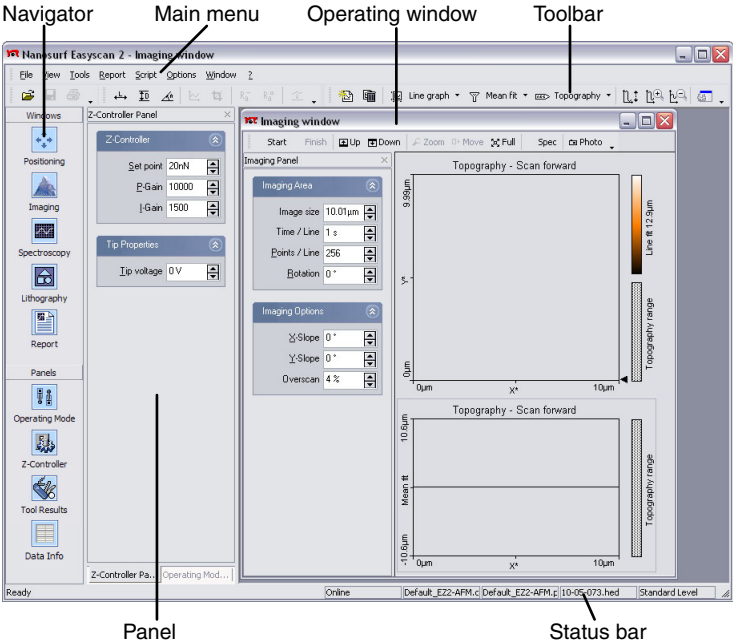 Navigator Main menu Operating window Toolbar
Nanosurf Easyscan 2 - Imaging window
File View Tools Report Script Options Window ?
Line graph Mean fit Topography
Windows
Positioning
Imaging
Spectroscopy
Lithography
Report
Panels
Operating Mode
Z-Controller
Tool Results
Data Info
Z-Controller Panel
Z-Controller
Set point 20nN
P-Gain 10000
I-Gain 1500
Tip Properties
Tip voltage 0 V
Z-Controller Pa... Operating Mod...
Imaging window
Start Finish Up Down Zoom Move Full Spec Photo
Imaging Panel
Imaging Area
Image size 10.01µm
Time / Line 1 s
Points / Line 256
Rotation 0 °
Imaging Options
X-Slope 0 °
Y-Slope 0 °
Overscan 4 %
Topography - Scan forward
9.99µm
Y*
0µm
0µm X* 10µm
Line fit 12.9µm
Topography range
Topography - Scan forward
10.6µm
Mean fit
-10.6µm
0µm X* 10µm
Topography range
Ready Online Default_EZ2-AFM.c Default_EZ2-AFM.p 10-05-073.hed Standard Level
Panel Status bar